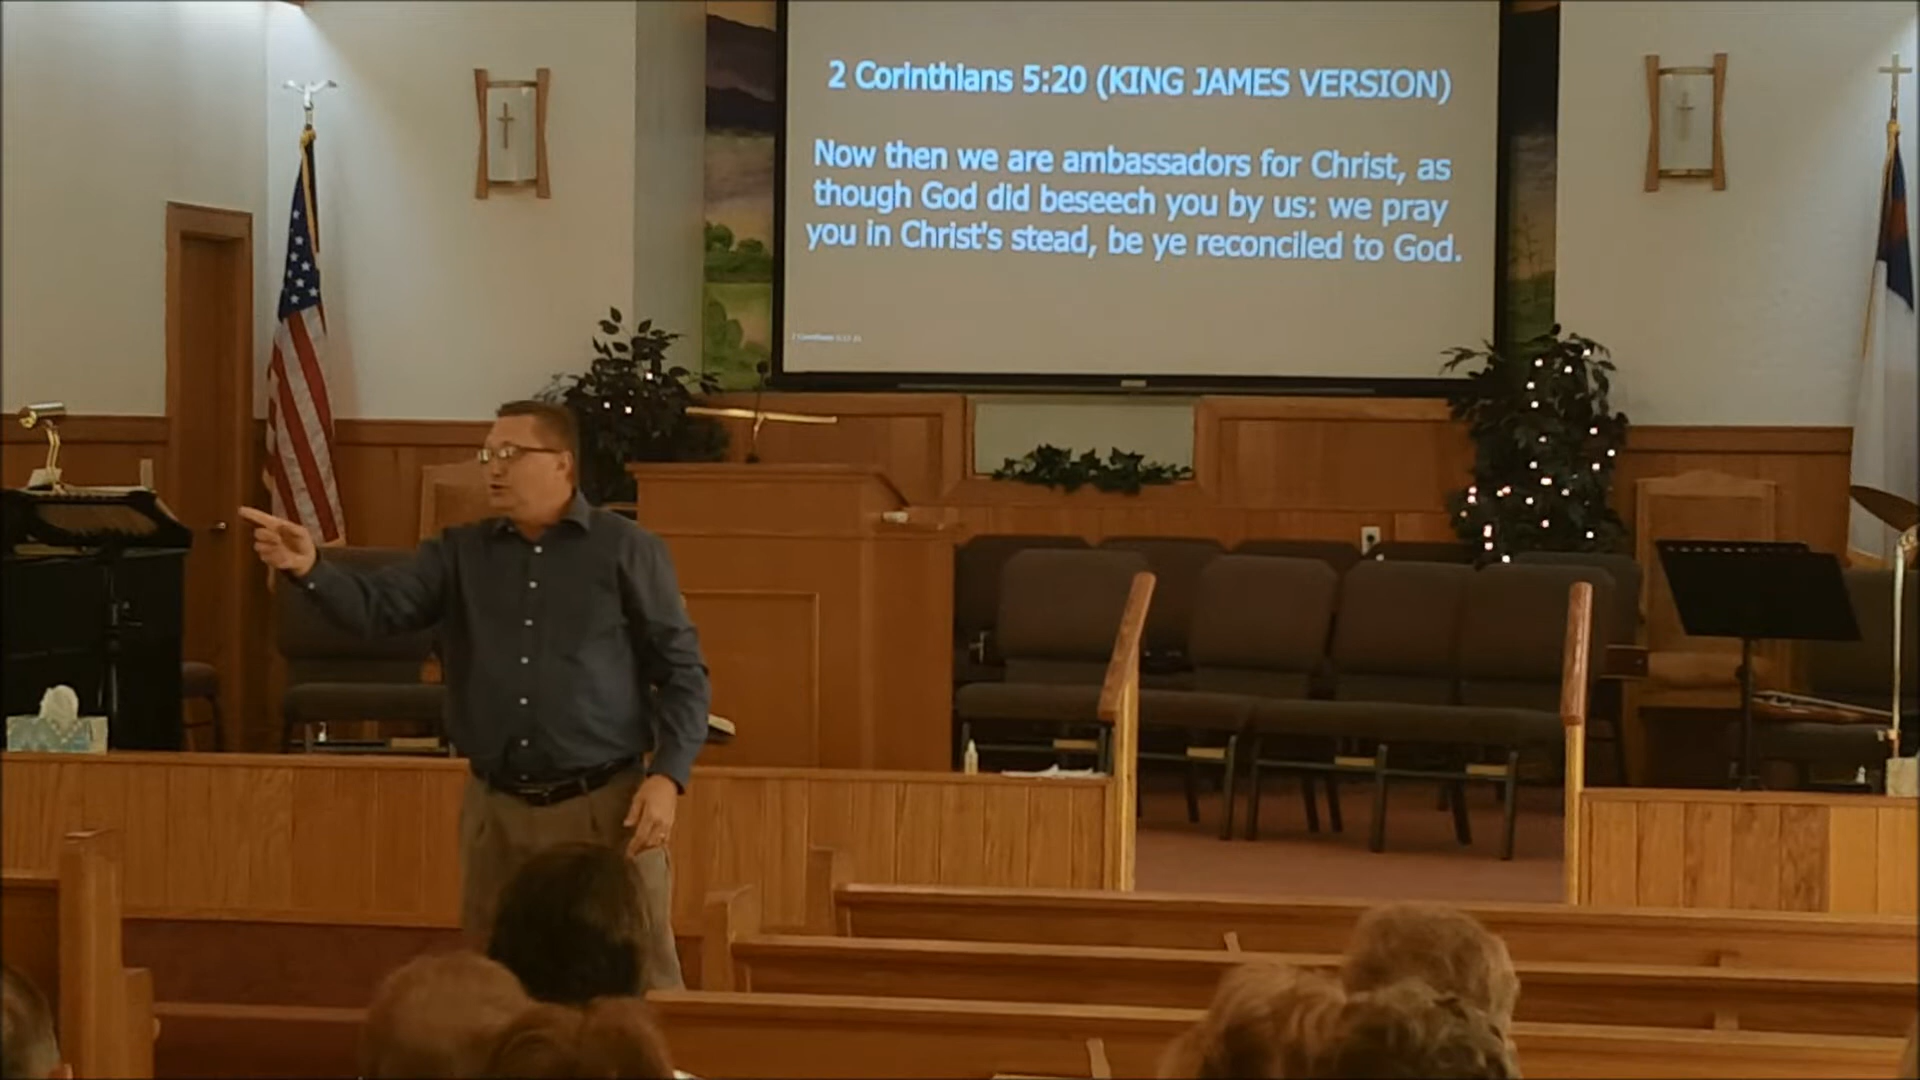 2 Corinthians 5:20 (KING JAMES VERSION)
Now then we are ambassadors for Christ, as
though God did beseech you by us: we pray
you in Christ's stead, be ye reconciled to God.